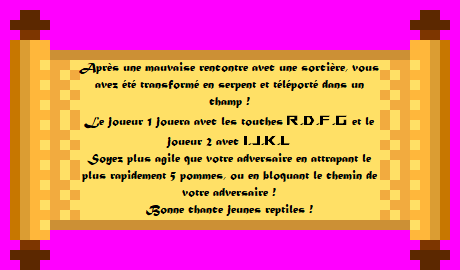 Après une mauvaise rencontre avec une sorcière, vous
avez été transformé en serpent et téléporté dans un
champ !
Le Joueur 1 jouera avec les touches R.D.F.G et le
Joueur 2 avec I.J.K.L
Soyez plus agile que votre adversaire en attrapant le
plus rapidement 5 pommes, ou en bloquant le chemin de
votre adversaire !
Bonne chance jeunes reptiles !